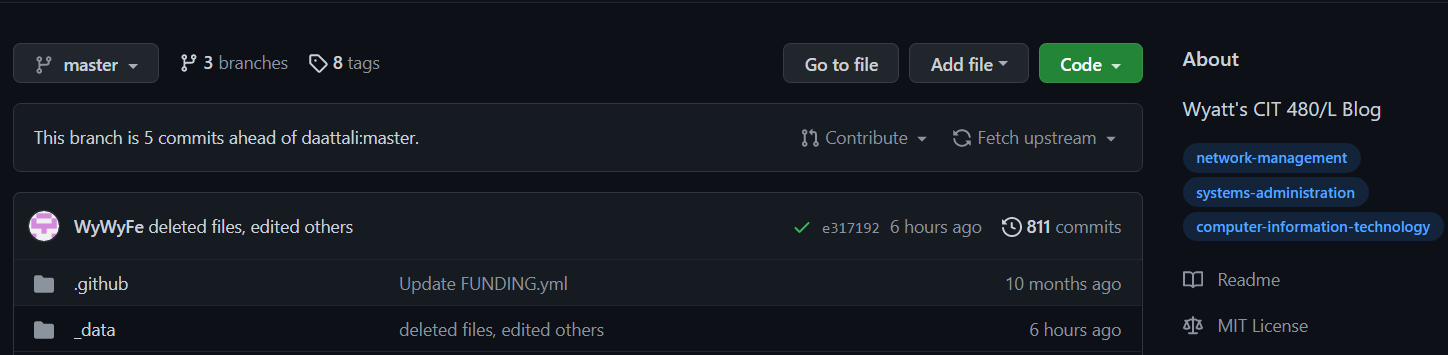 master 3 branches 8 tags Go to file Add file Code
This branch is 5 commits ahead of daattali:master. Contribute Fetch upstream
WyWyFe deleted files, edited others e317192 6 hours ago 811 commits
.github Update FUNDING.yml 10 months ago
_data deleted files, edited others 6 hours ago
About
Wyatt's CIT 480/L Blog
network-management
systems-administration
computer-information-technology
Readme
MIT License